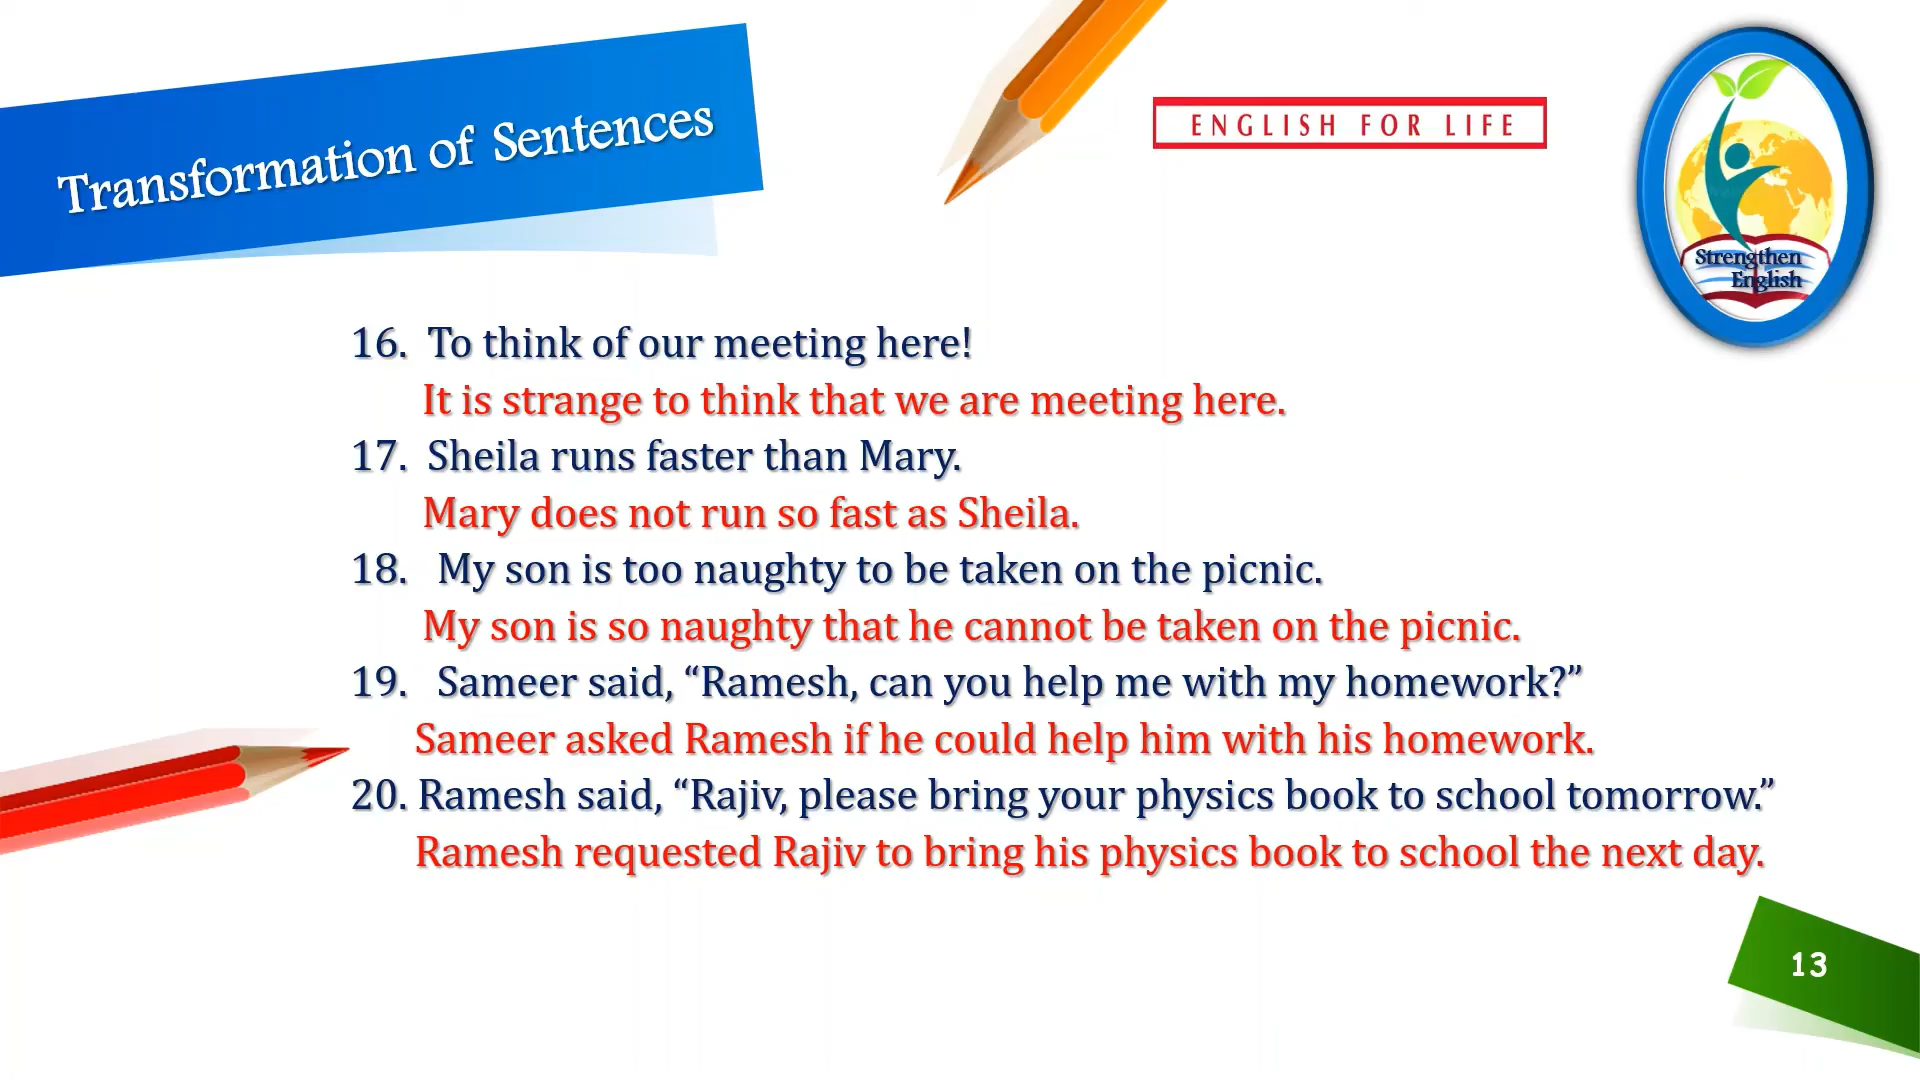 Transformation of Sentences
ENGLISH FOR LIFE
Strengthen
English
16. To think of our meeting here!
It is strange to think that we are meeting here.
17. Sheila runs faster than Mary.
Mary does not run so fast as Sheila.
18. My son is too naughty to be taken on the picnic.
My son is so naughty that he cannot be taken on the picnic.
19. Sameer said, “Ramesh, can you help me with my homework?”
Sameer asked Ramesh if he could help him with his homework.
20. Ramesh said, “Rajiv, please bring your physics book to school tomorrow.”
Ramesh requested Rajiv to bring his physics book to school the next day.
13